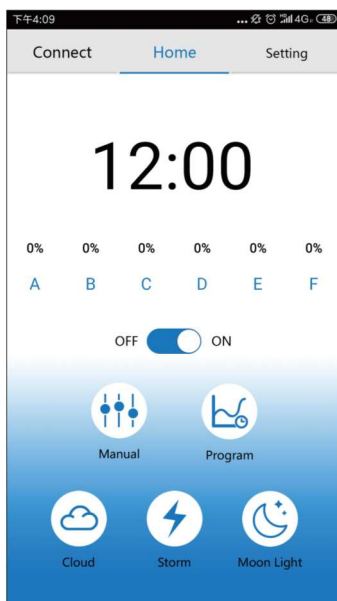 下午4:09 ... 4G 48
Connect Home Setting
12:00
0% 0% 0% 0% 0% 0%
A B C D E F
OFF ON
Manual Program
Cloud Storm Moon Light